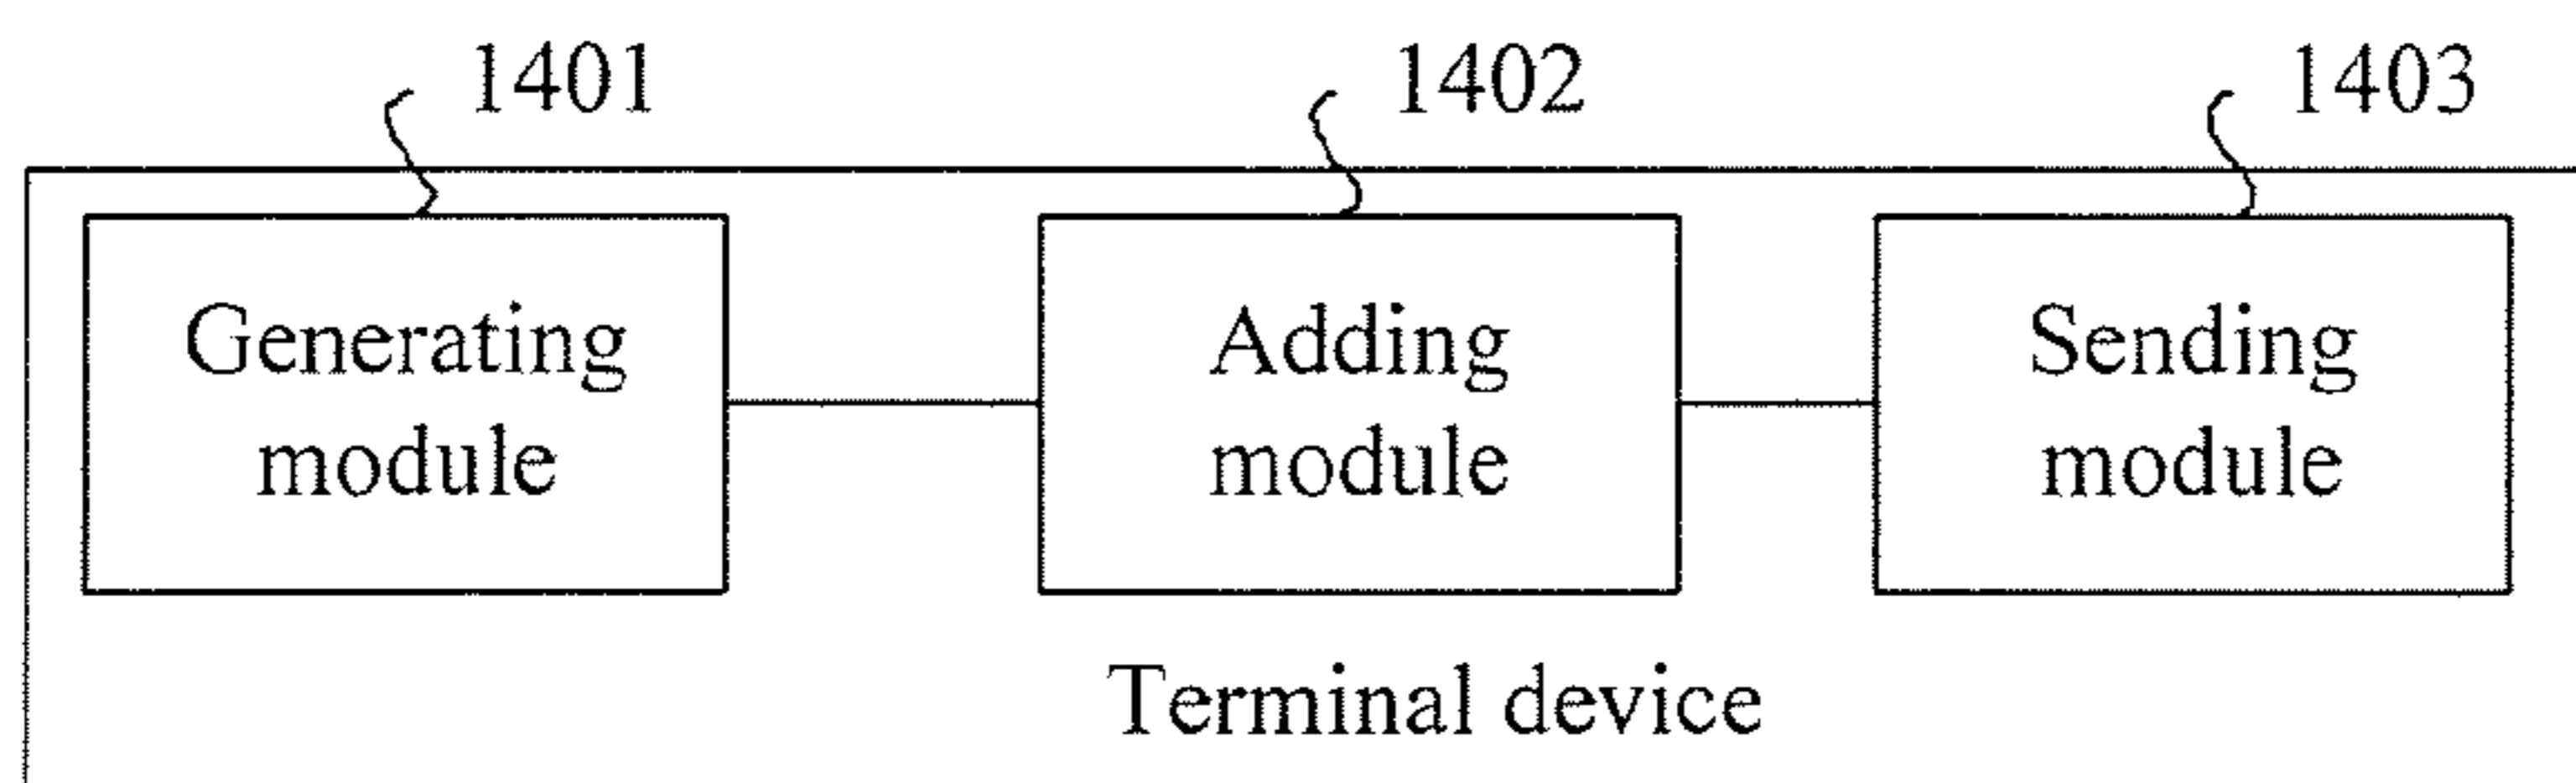 1401
1402
1403
Generating
module
Adding
module
Sending
module
Terminal device